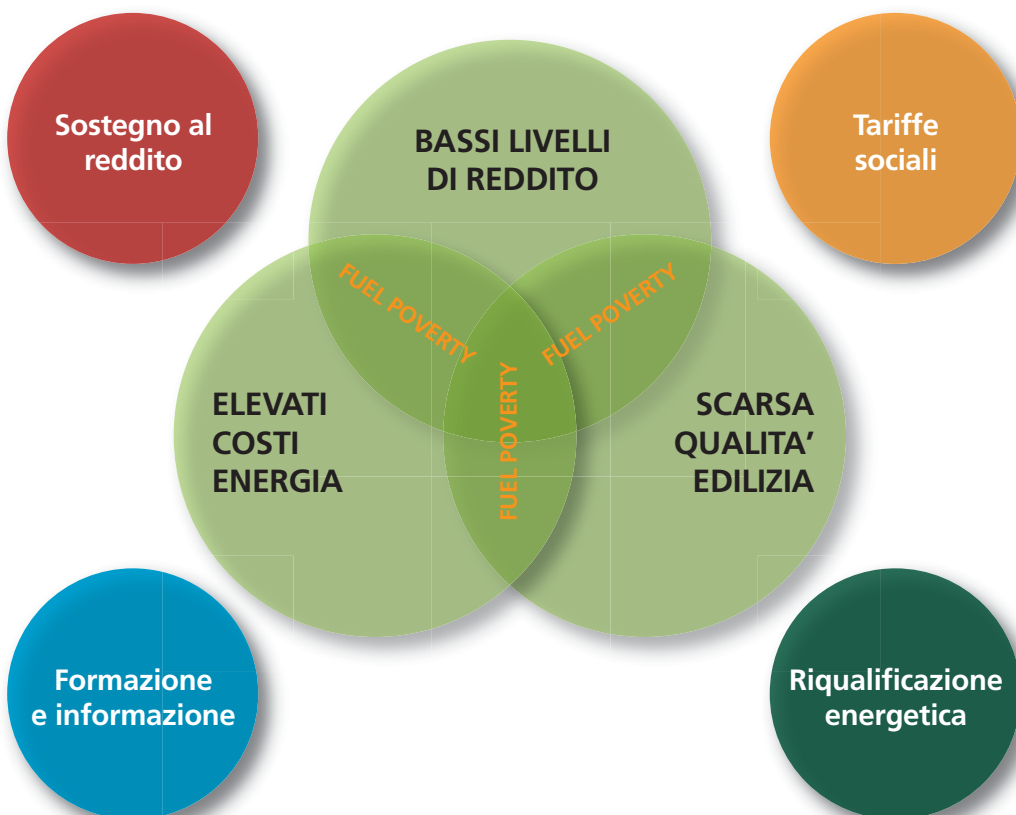 Sostegno al
reddito
BASSI LIVELLI
DI REDDITO
Tariffe
sociali
FUEL POVERTY
FUEL POVERTY
FUEL POVERTY
ELEVATI
COSTI
ENERGIA
SCARSA
QUALITA’
EDILIZIA
Formazione
e informazione
Riqualificazione
energetica